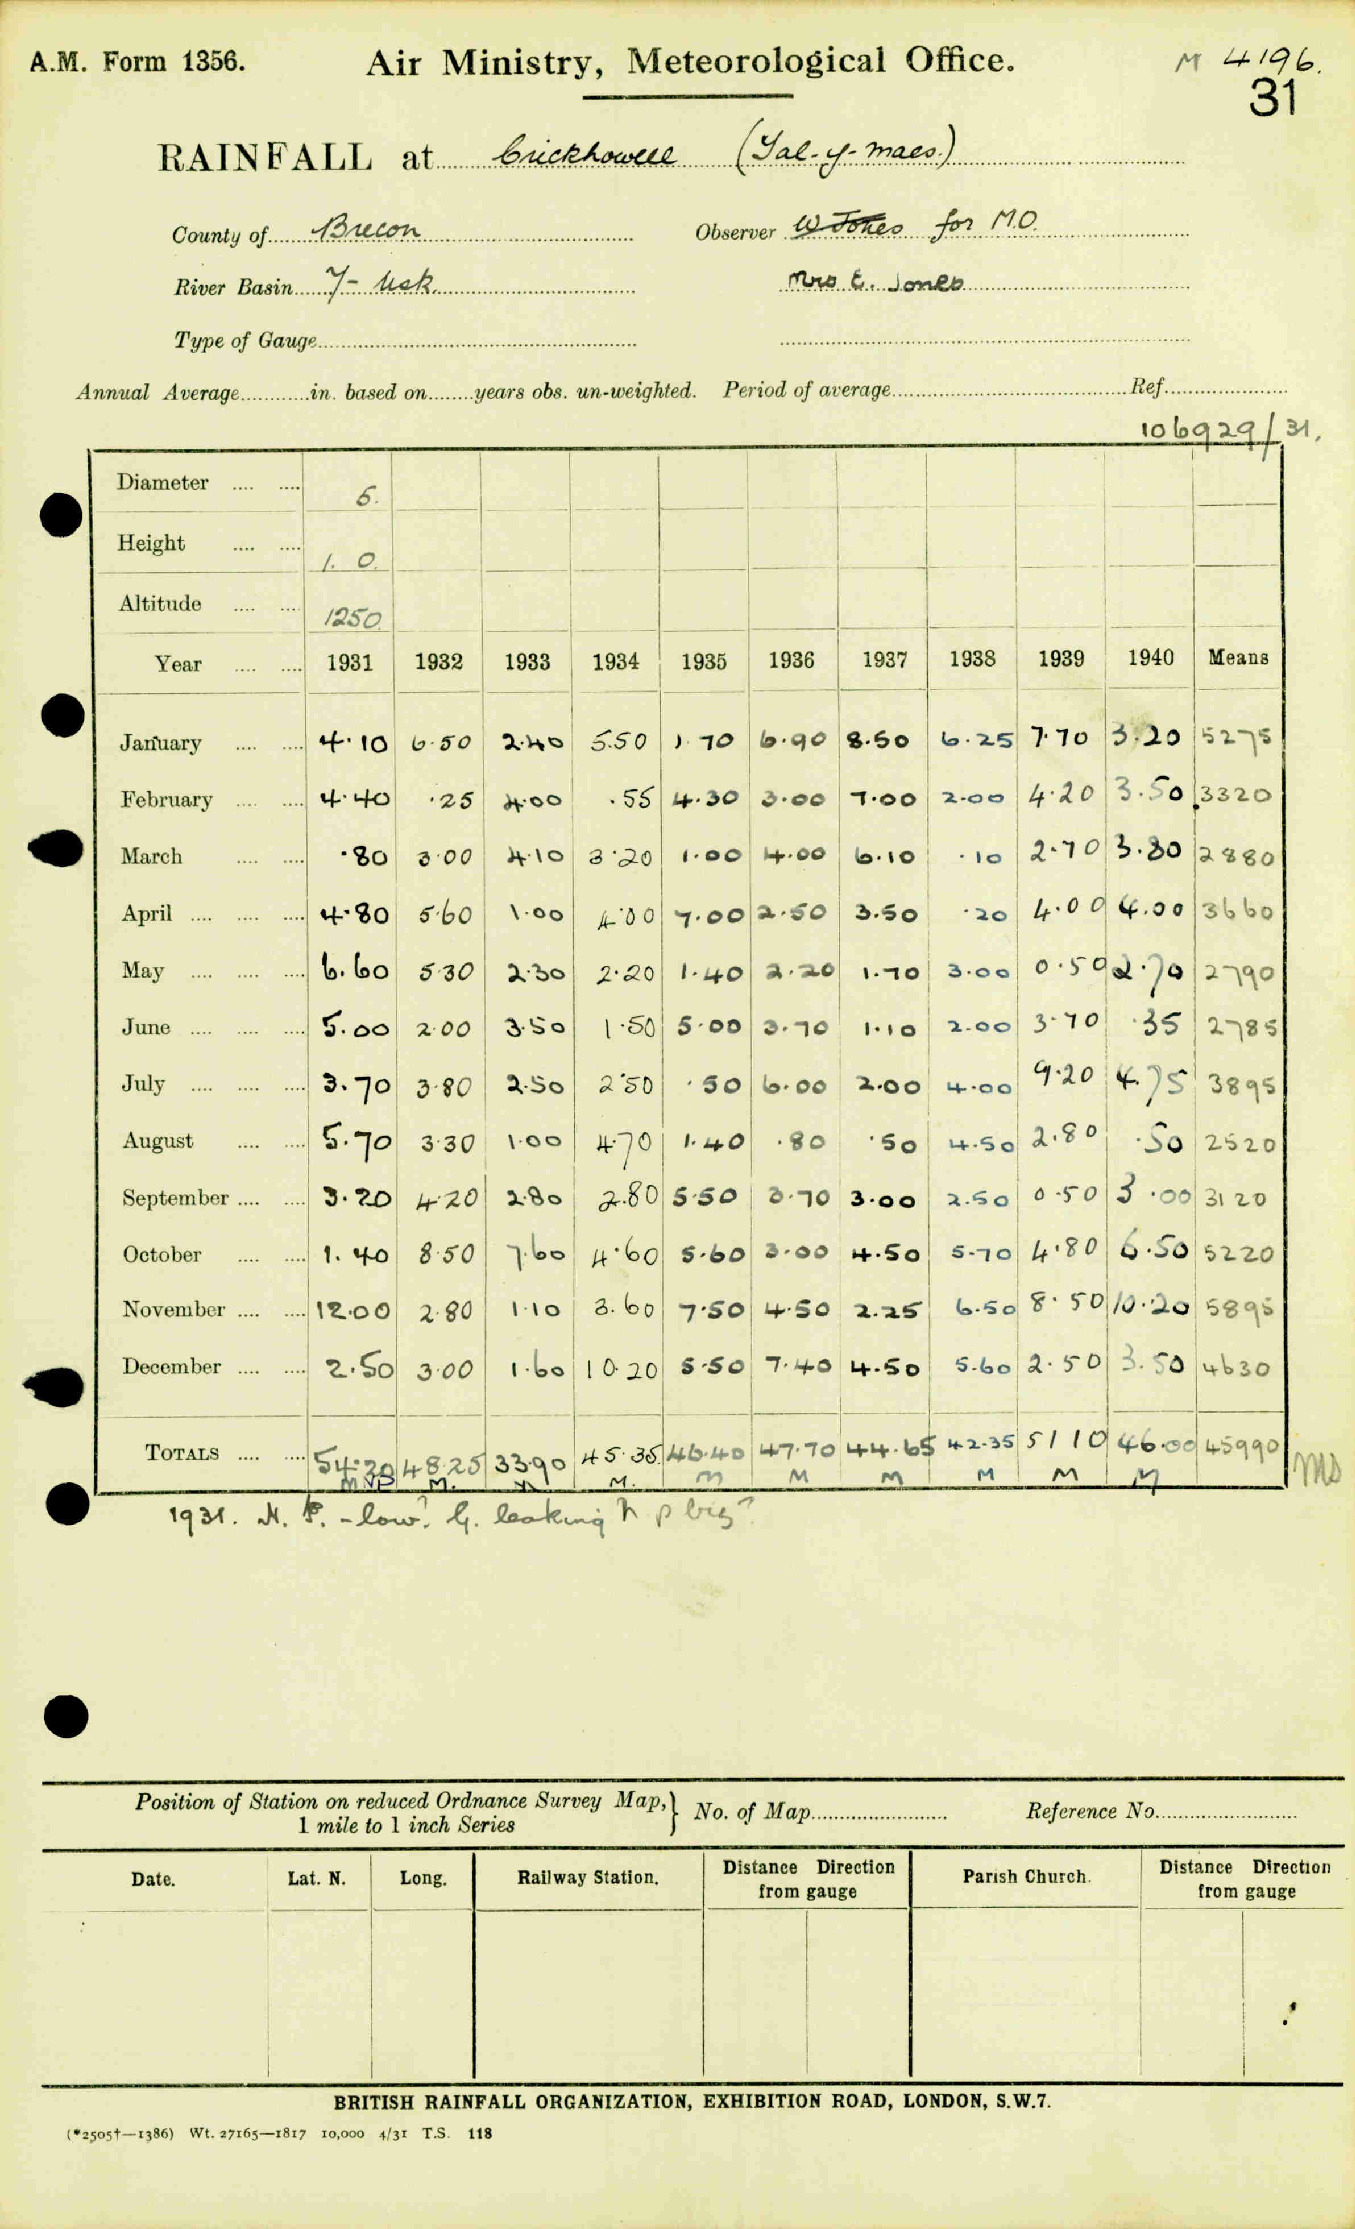 A.M. Form 1356. Air Ministry, Meteorological Office. M 4196.
31
RAINFALL at Crickhowell (Tal-y-maes)
County of Brecon Observer W Jones for M.O.
River Basin 7- Usk Mrs E. Jones
Type of Gauge
Annual Average in. based on years obs. un-weighted. Period of average Ref.
106929/31.
Diameter 5.
Height 1. 0.
Altitude 1250.
Year 1931 1932 1933 1934 1935 1936 1937 1938 1939 1940 Means
January 4.10 6.50 2.40 5.50 1.70 6.90 8.50 6.25 7.70 3.20 5275
February 4.40 .25 4.00 .55 4.30 3.00 7.00 2.00 4.20 3.50 3320
March .80 3.00 4.10 3.20 1.00 4.00 6.10 .10 2.70 3.80 2880
April 4.80 5.60 1.00 4.00 7.00 2.50 3.50 .20 4.00 4.00 3660
May 6.60 5.30 2.30 2.20 1.40 2.20 1.70 3.00 0.50 2.70 2790
June 5.00 2.00 3.50 1.50 5.00 3.70 1.10 2.00 3.70 .35 2785
July 3.70 3.80 2.50 2.50 .50 6.00 2.00 4.00 9.20 4.75 3895
August 5.70 3.30 1.00 4.70 1.40 .80 .50 4.50 2.80 .50 2520
September 3.20 4.20 2.80 2.80 5.50 3.70 3.00 2.50 0.50 3.00 3120
October 1.40 8.50 7.60 4.60 5.60 3.00 4.50 5.70 4.80 6.50 5220
November 12.00 2.80 1.10 3.60 7.50 4.50 2.25 6.50 8.50 10.20 5895
December 2.50 3.00 1.60 10.20 5.50 7.40 4.50 5.60 2.50 3.50 4630
TOTALS 54.20 48.25 33.90 45.35 46.40 47.70 44.65 42.35 51 10 46.00 45990
M NP M. M M. M M M M M M MS
1931. N. P. - low? G. leaking N p big?
Position of Station on reduced Ordnance Survey Map, No. of Map Reference No.
1 mile to 1 inch Series
Date. Lat. N. Long. Railway Station. Distance Direction from gauge Parish Church. Distance Direction from gauge
BRITISH RAINFALL ORGANIZATION, EXHIBITION ROAD, LONDON, S.W.7.
(*2505†—1386) Wt. 27165—1817 10,000 4/31 T.S. 118